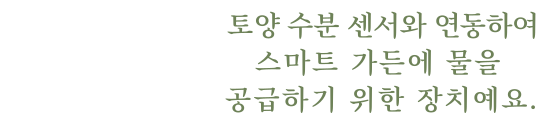 토양 수분 센서와 연동하여
스마트 가든에 물을
공급하기 위한 장치예요.